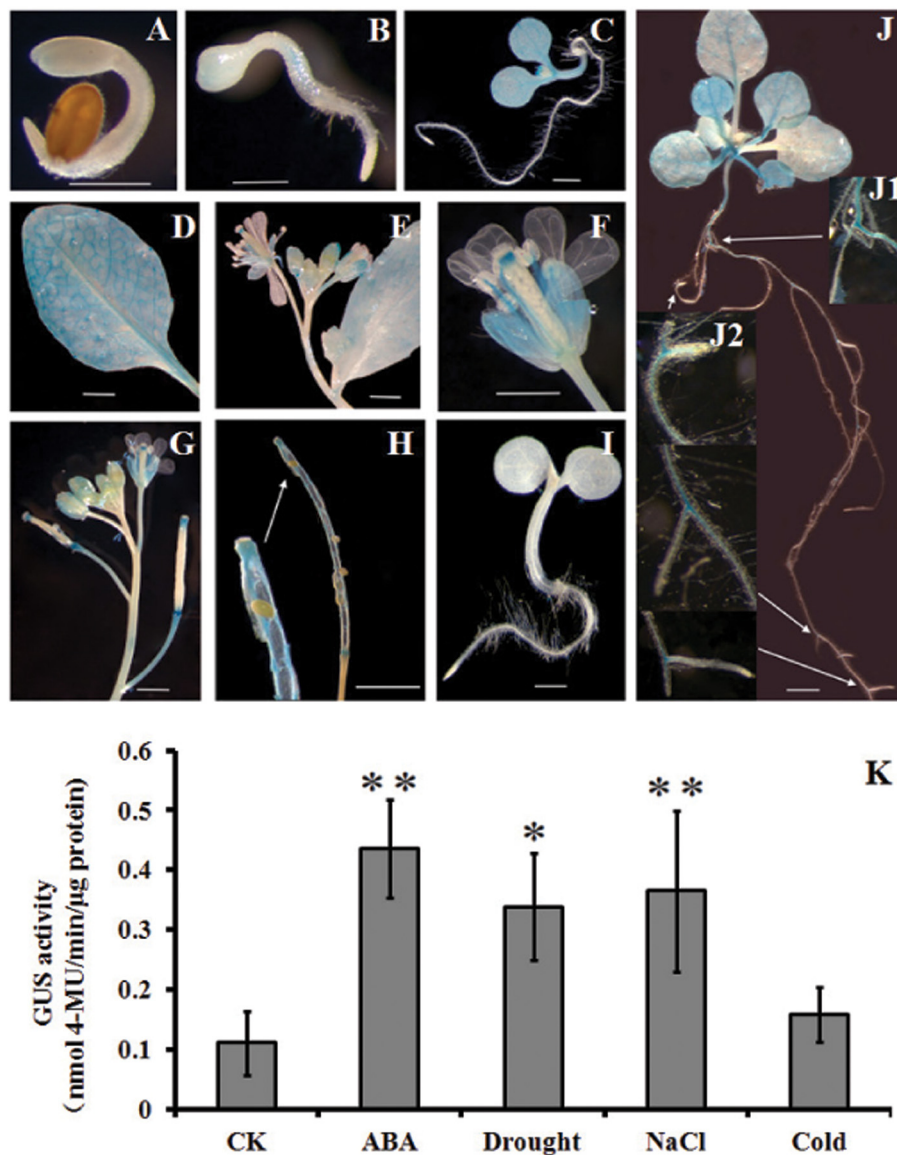 A
B
C
J
J1
D
E
F
J2
G
H
I
K
GUS activity
(nmol 4-MU/min/µg protein)
0.6
0.5
0.4
0.3
0.2
0.1
0
**
*
**
CK ABA Drought NaCl Cold